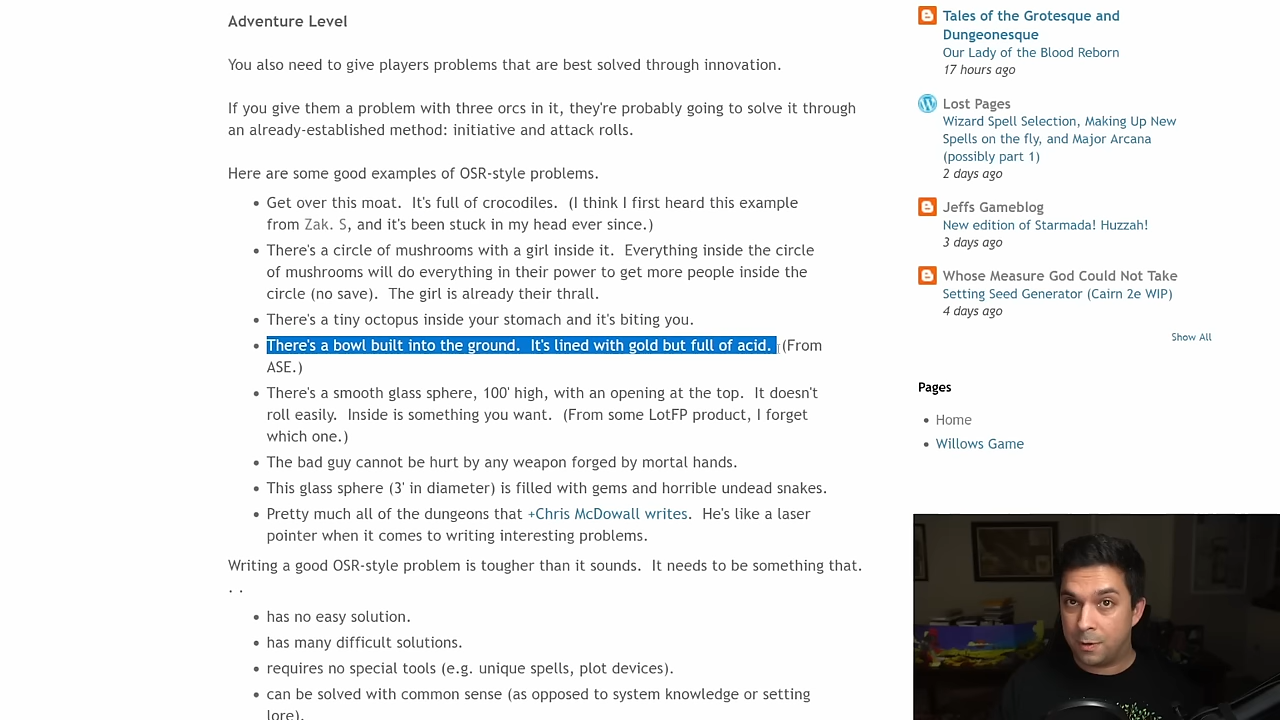 Adventure Level
You also need to give players problems that are best solved through innovation.
If you give them a problem with three orcs in it, they're probably going to solve it through
an already-established method: initiative and attack rolls.
Here are some good examples of OSR-style problems.
• Get over this moat.  It's full of crocodiles.  (I think I first heard this example
from Zak. S, and it's been stuck in my head ever since.)
• There's a circle of mushrooms with a girl inside it.  Everything inside the circle
of mushrooms will do everything in their power to get more people inside the
circle (no save).  The girl is already their thrall.
• There's a tiny octopus inside your stomach and it's biting you.
• There's a bowl built into the ground.  It's lined with gold but full of acid.  (From
ASE.)
• There's a smooth glass sphere, 100' high, with an opening at the top.  It doesn't
roll easily.  Inside is something you want.  (From some LotFP product, I forget
which one.)
• The bad guy cannot be hurt by any weapon forged by mortal hands.
• This glass sphere (3' in diameter) is filled with gems and horrible undead snakes.
• Pretty much all of the dungeons that +Chris McDowall writes.  He's like a laser
pointer when it comes to writing interesting problems.
Writing a good OSR-style problem is tougher than it sounds.  It needs to be something that.
. .
• has no easy solution.
• has many difficult solutions.
• requires no special tools (e.g. unique spells, plot devices).
• can be solved with common sense (as opposed to system knowledge or setting
lore).
Tales of the Grotesque and
Dungeonesque
Our Lady of the Blood Reborn
17 hours ago
Lost Pages
Wizard Spell Selection, Making Up New
Spells on the fly, and Major Arcana
(possibly part 1)
2 days ago
Jeffs Gameblog
New edition of Starmada! Huzzah!
3 days ago
Whose Measure God Could Not Take
Setting Seed Generator (Cairn 2e WIP)
4 days ago
Show All
Pages
• Home
• Willows Game